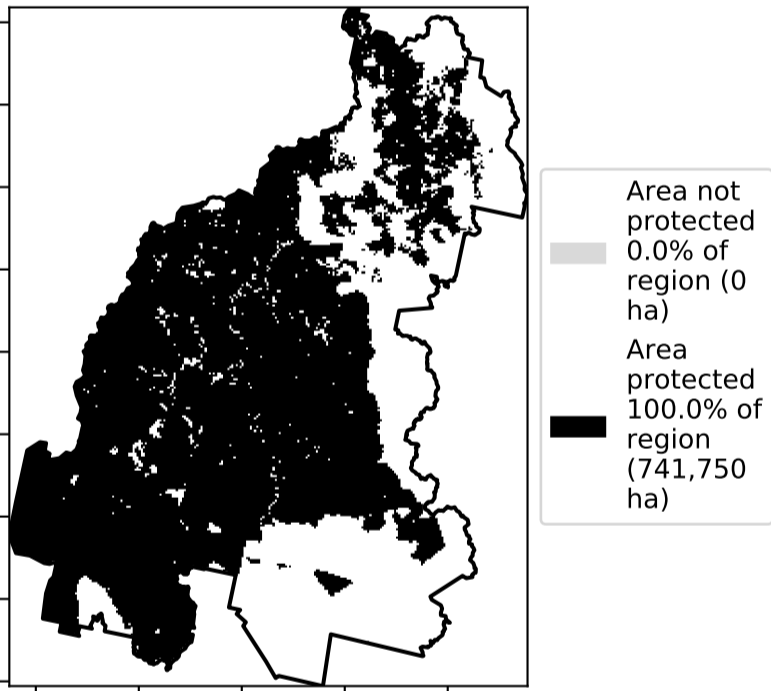 Area not
protected
0.0% of
region (0
ha)
Area
protected
100.0% of
region
(741,750
ha)